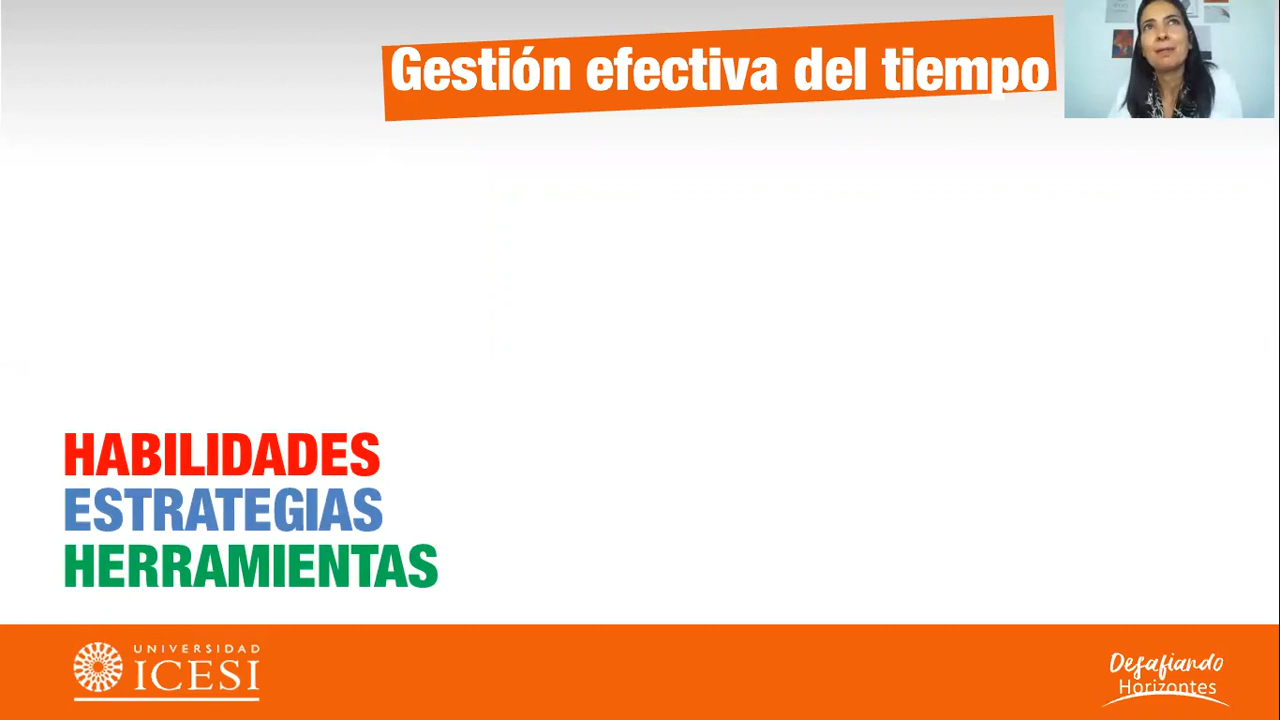 Gestión efectiva del tiempo
HABILIDADES
ESTRATEGIAS
HERRAMIENTAS
UNIVERSIDAD
ICESI
Desafiando
Horizontes